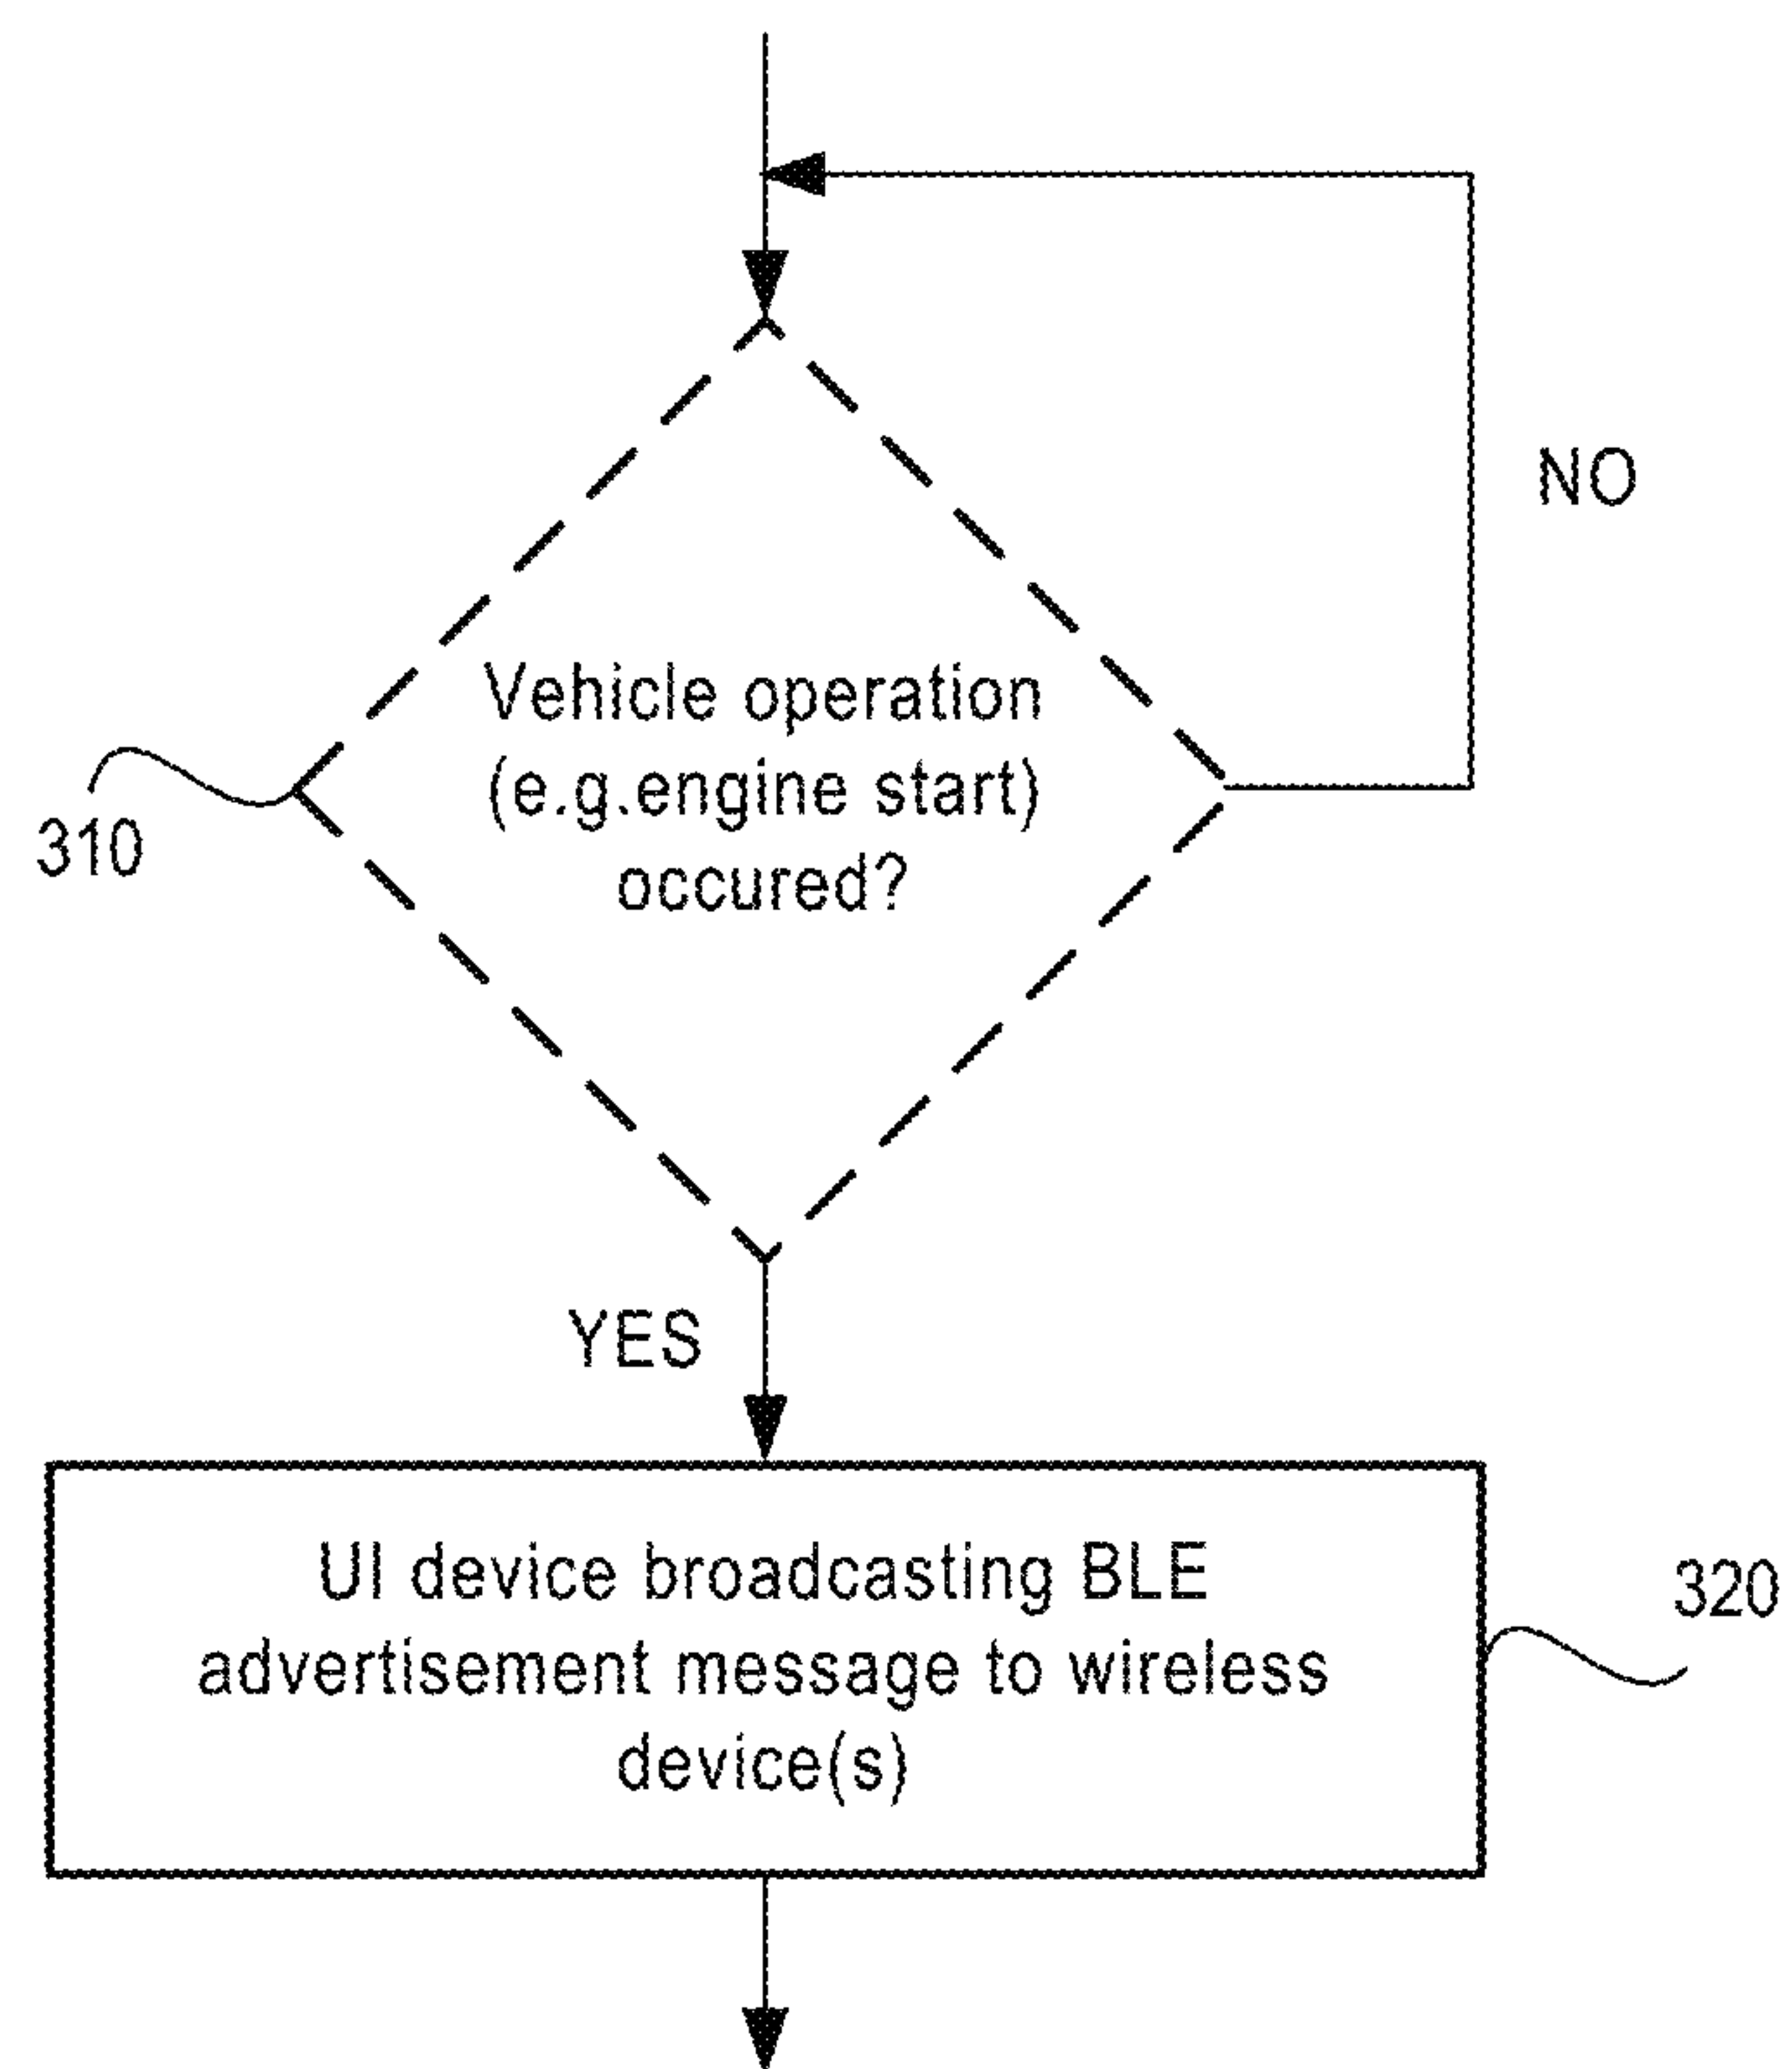 NO
Vehicle operation
(e.g.engine start)
occured?
310
YES
UI device broadcasting BLE
advertisement message to wireless
device(s)
320